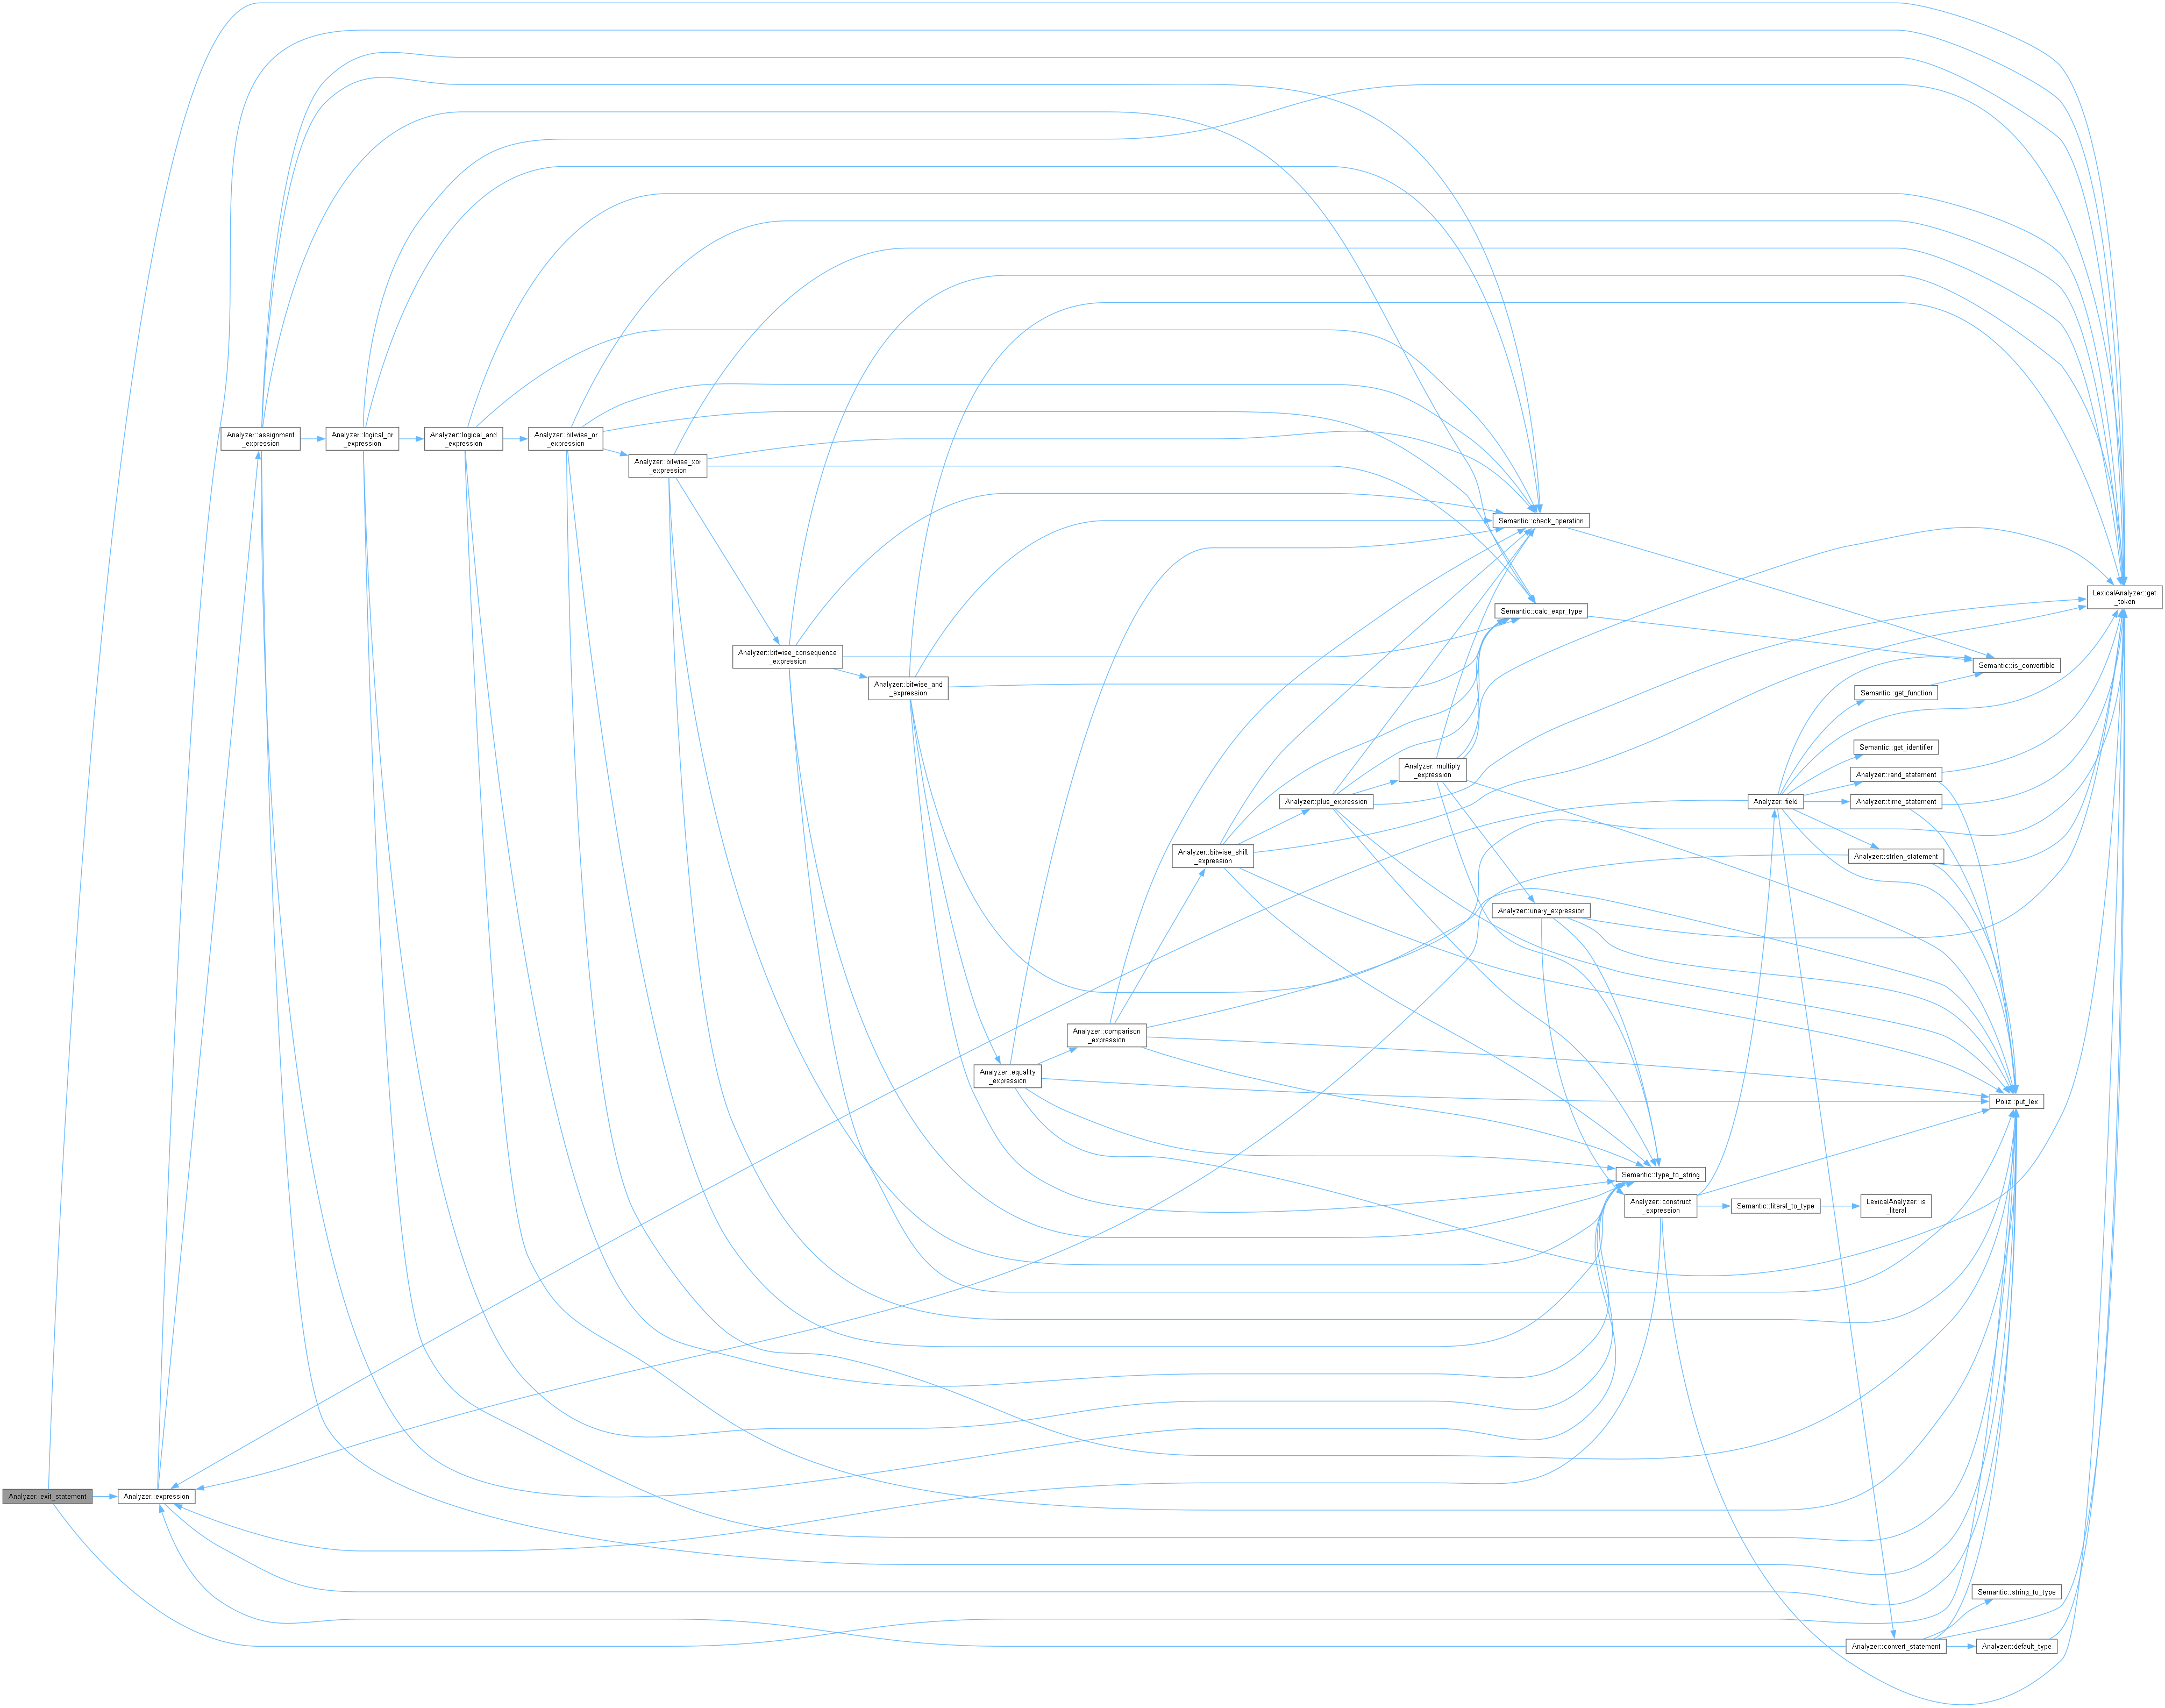 Analyzer::exit_statement
Analyzer::expression
Analyzer::assignment
_expression
Analyzer::logical_or
_expression
Analyzer::logical_and
_expression
Analyzer::bitwise_or
_expression
Analyzer::bitwise_xor
_expression
Analyzer::bitwise_consequence
_expression
Analyzer::bitwise_and
_expression
Analyzer::equality
_expression
Analyzer::comparison
_expression
Analyzer::bitwise_shift
_expression
Analyzer::plus_expression
Analyzer::multiply
_expression
Semantic::check_operation
Semantic::calc_expr_type
Analyzer::unary_expression
Semantic::type_to_string
Analyzer::construct
_expression
Semantic::literal_to_type
LexicalAnalyzer::is
_literal
Analyzer::field
Semantic::get_function
Semantic::get_identifier
Analyzer::rand_statement
Analyzer::time_statement
Analyzer::strlen_statement
Analyzer::convert_statement
Semantic::is_convertible
LexicalAnalyzer::get
_token
Poliz::put_lex
Semantic::string_to_type
Analyzer::default_type